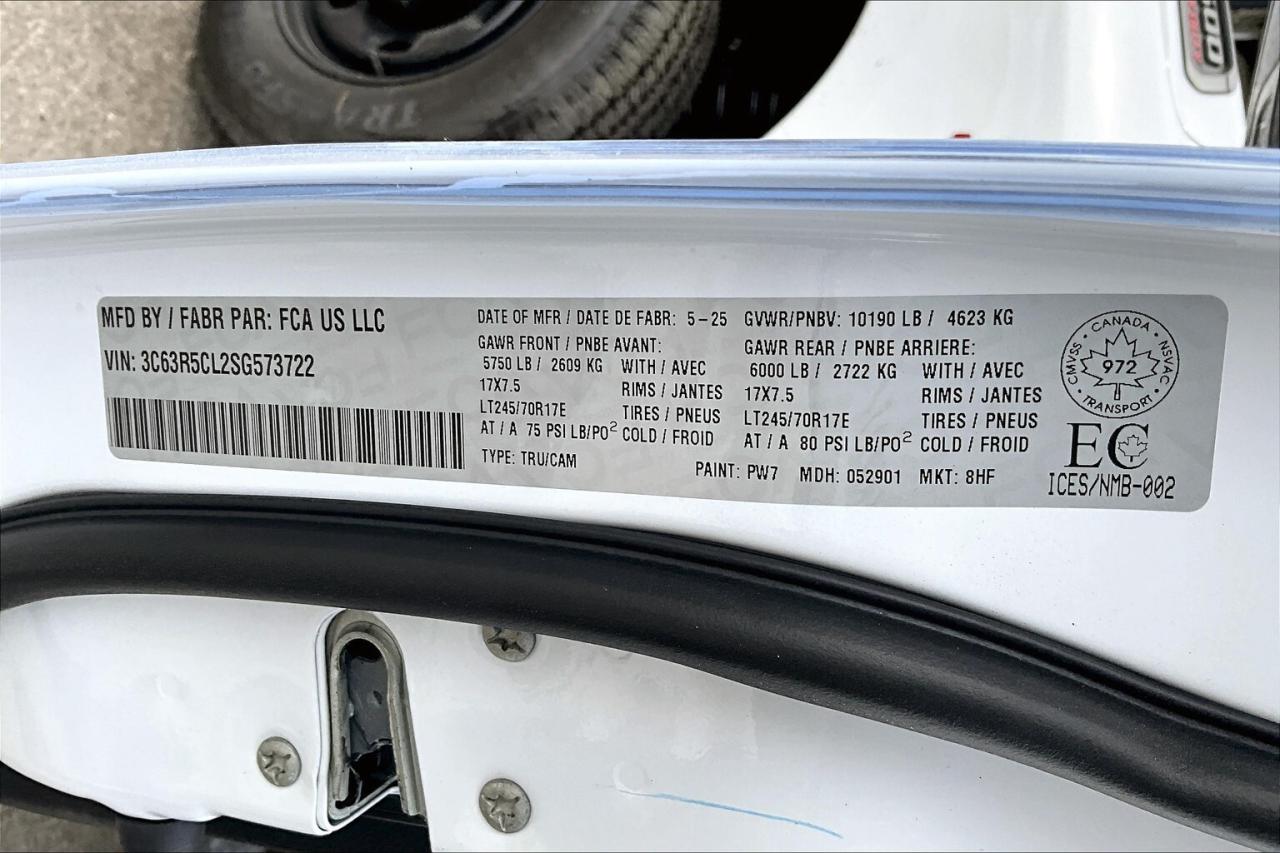 MFD BY / FABR PAR: FCA US LLC
VIN: 3C63R5CL2SG573722
DATE OF MFR / DATE DE FABR: 5-25
GVWR/PNBV: 10190 LB / 4623 KG
GAWR FRONT / PNBE AVANT:
5750 LB / 2609 KG WITH / AVEC
17X7.5 RIMS / JANTES
LT245/70R17E TIRES / PNEUS
AT / A 75 PSI LB/PO² COLD / FROID
GAWR REAR / PNBE ARRIERE:
6000 LB / 2722 KG WITH / AVEC
17X7.5 RIMS / JANTES
LT245/70R17E TIRES / PNEUS
AT / A 80 PSI LB/PO² COLD / FROID
TYPE: TRU/CAM
PAINT: PW7 MDH: 052901 MKT: 8HF
CANADA
CMVSS · NSVAC
972
TRANSPORT
EC
ICES/NMB-002